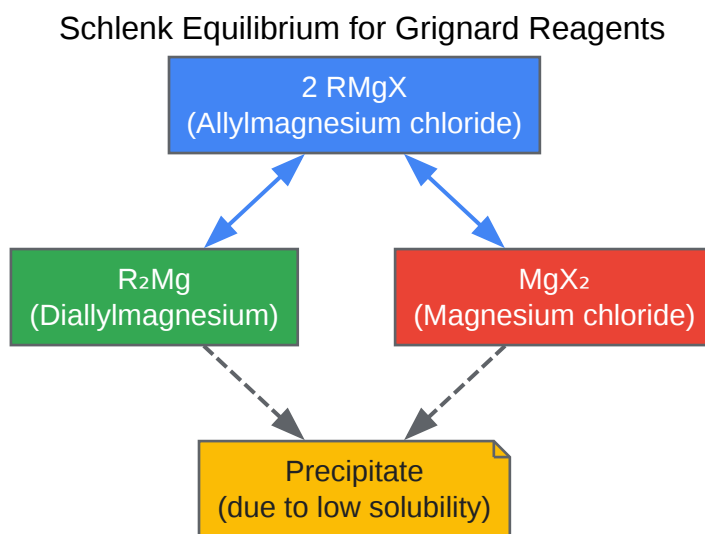 Schlenk Equilibrium for Grignard Reagents
2 RMgX
(Allylmagnesium chloride)
R₂Mg
(Diallylmagnesium)
MgX₂
(Magnesium chloride)
Precipitate
(due to low solubility)